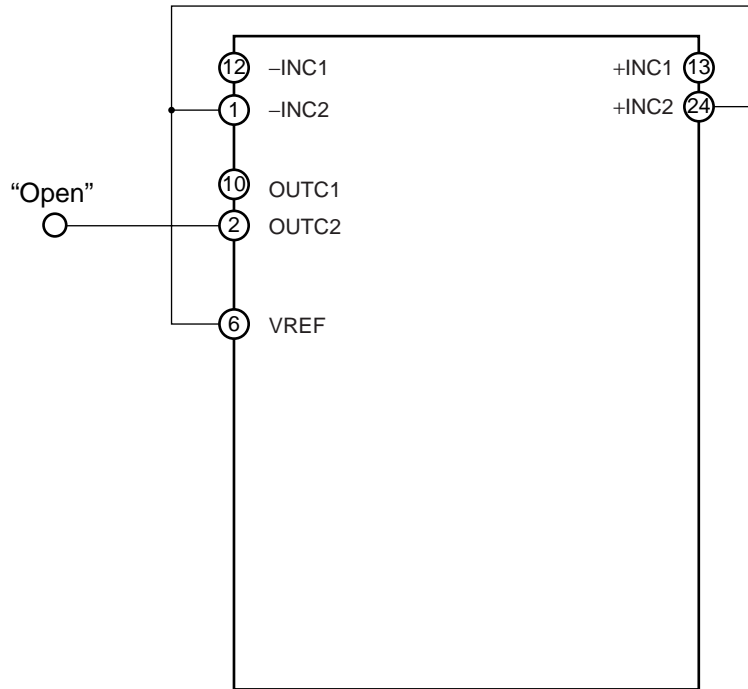 12 −INC1 +INC1 13
1 −INC2 +INC2 24
“Open” 10 OUTC1
2 OUTC2
6 VREF